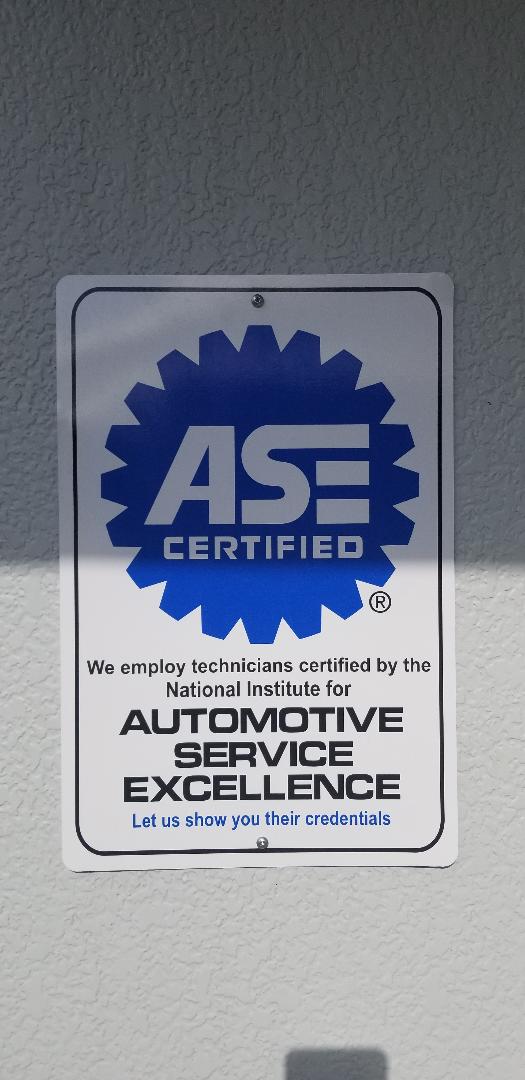 ASE
CERTIFIED
®
We employ technicians certified by the
National Institute for
AUTOMOTIVE
SERVICE
EXCELLENCE
Let us show you their credentials